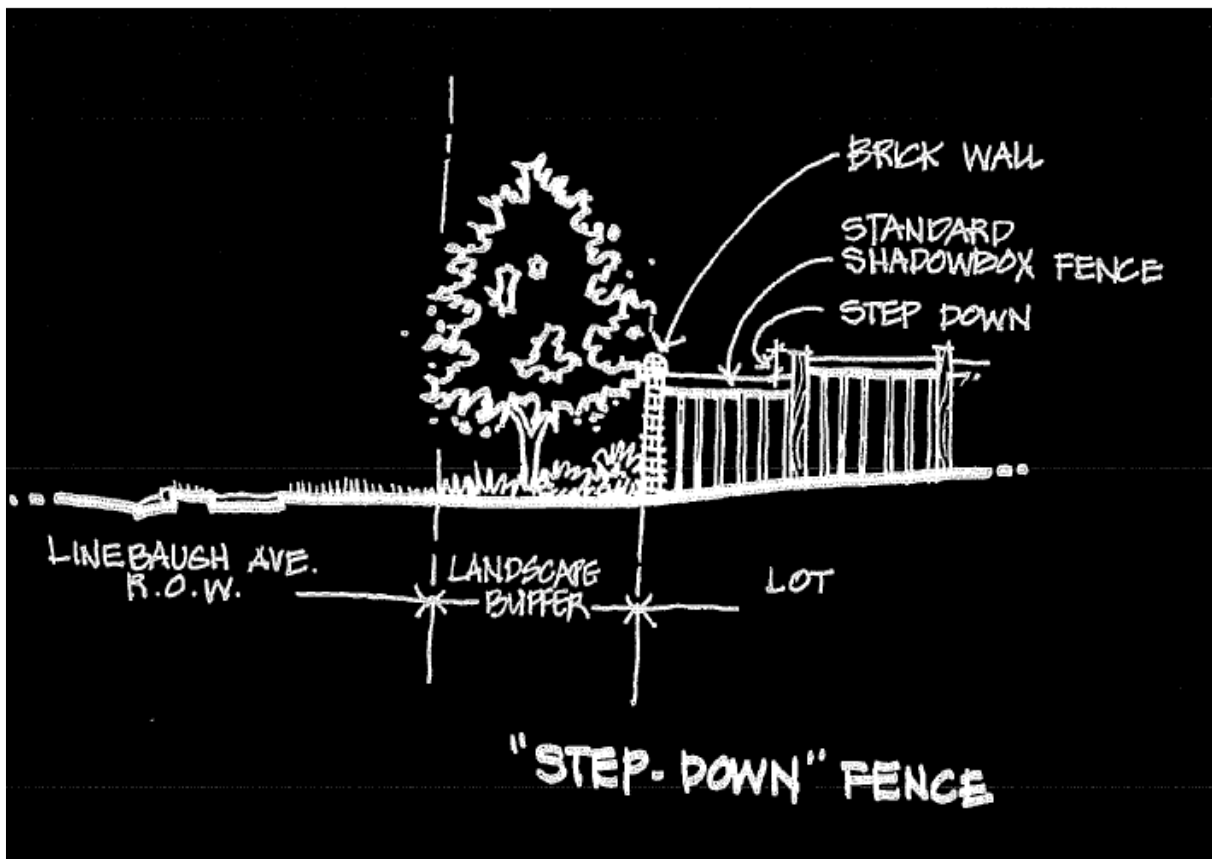 BRICK WALL
STANDARD
SHADOWBOX FENCE
STEP DOWN
LINEBAUGH AVE.
R.O.W.
LANDSCAPE
BUFFER
LOT
"STEP-DOWN" FENCE